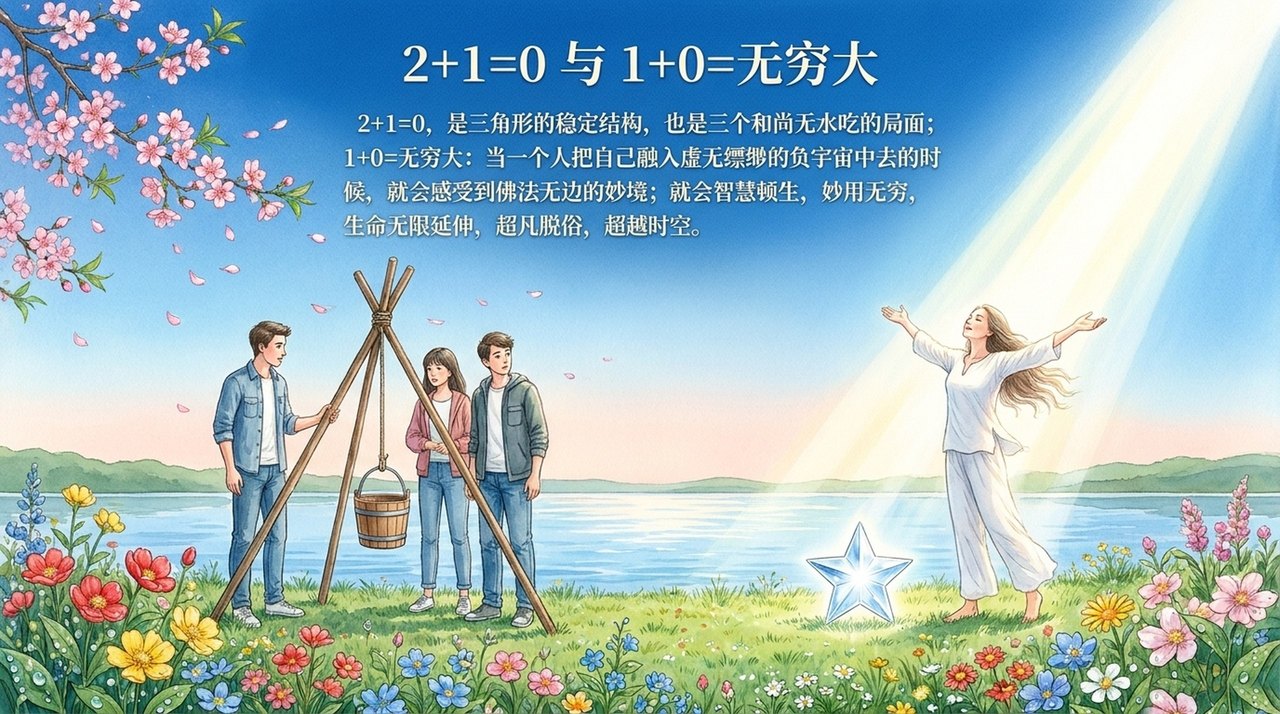 2+1=0 与 1+0=无穷大
2+1=0，是三角形的稳定结构，也是三个和尚无水吃的局面；
1+0=无穷大：当一个人把自己融入虚无缥缈的负宇宙中去的时
候，就会感受到佛法无边的妙境；就会智慧顿生，妙用无穷，
生命无限延伸，超凡脱俗，超越时空。